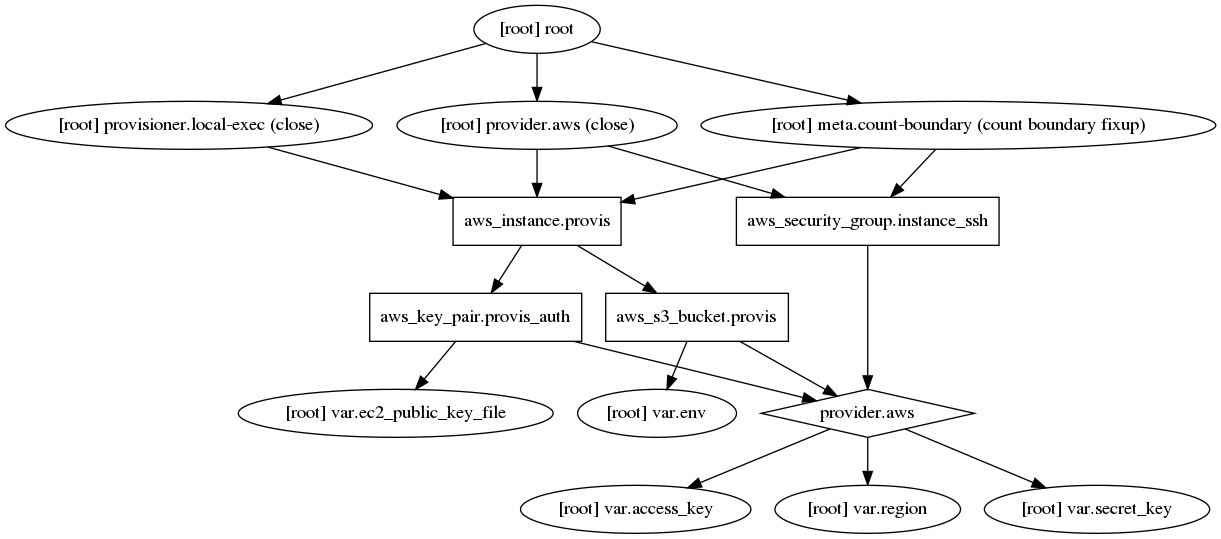 [root] root
[root] provisioner.local-exec (close)
[root] provider.aws (close)
[root] meta.count-boundary (count boundary fixup)
aws_instance.provis
aws_security_group.instance_ssh
aws_key_pair.provis_auth
aws_s3_bucket.provis
[root] var.ec2_public_key_file
[root] var.env
provider.aws
[root] var.access_key
[root] var.region
[root] var.secret_key